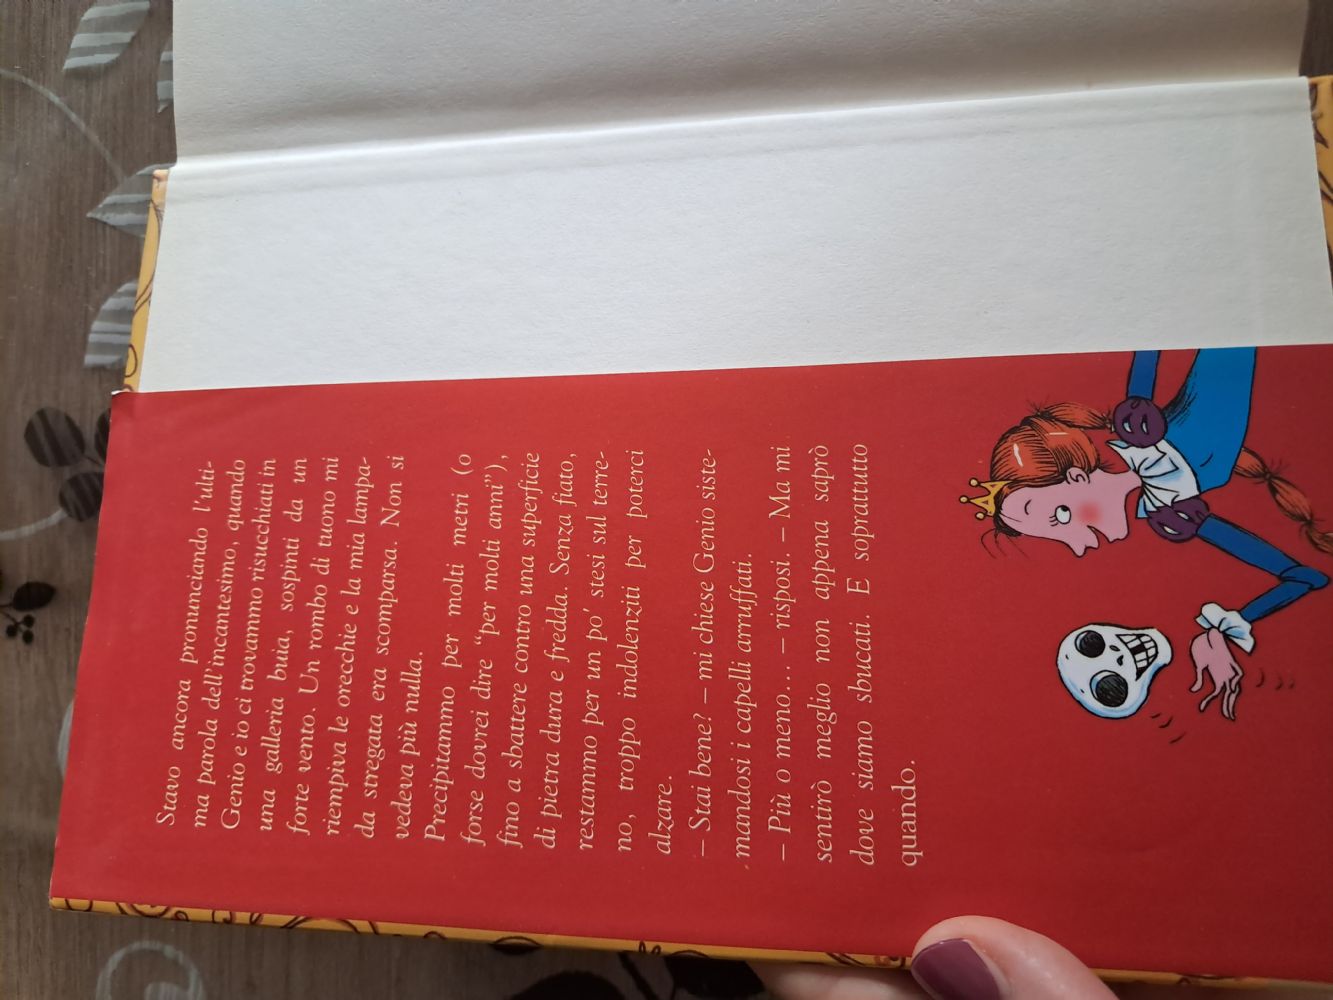 Stavo ancora pronunciando l'ulti-
ma parola dell'incantesimo, quando
Genio e io ci trovammo risucchiati in
una galleria buia, sospinti da un
forte vento. Un rombo di tuono mi
riempiva le orecchie e la mia lampa-
da stregata era scomparsa. Non si
vedeva più nulla.
Precipitammo per molti metri (o
forse dovrei dire “per molti anni”),
fino a sbattere contro una superficie
di pietra dura e fredda. Senza fiato,
restammo per un po' stesi sul terre-
no, troppo indolenziti per poterci
alzare.
– Stai bene? – mi chiese Genio siste-
mandosi i capelli arruffati.
– Più o meno... – risposi. – Ma mi
sentirò meglio non appena saprò
dove siamo sbucati. E soprattutto
quando.